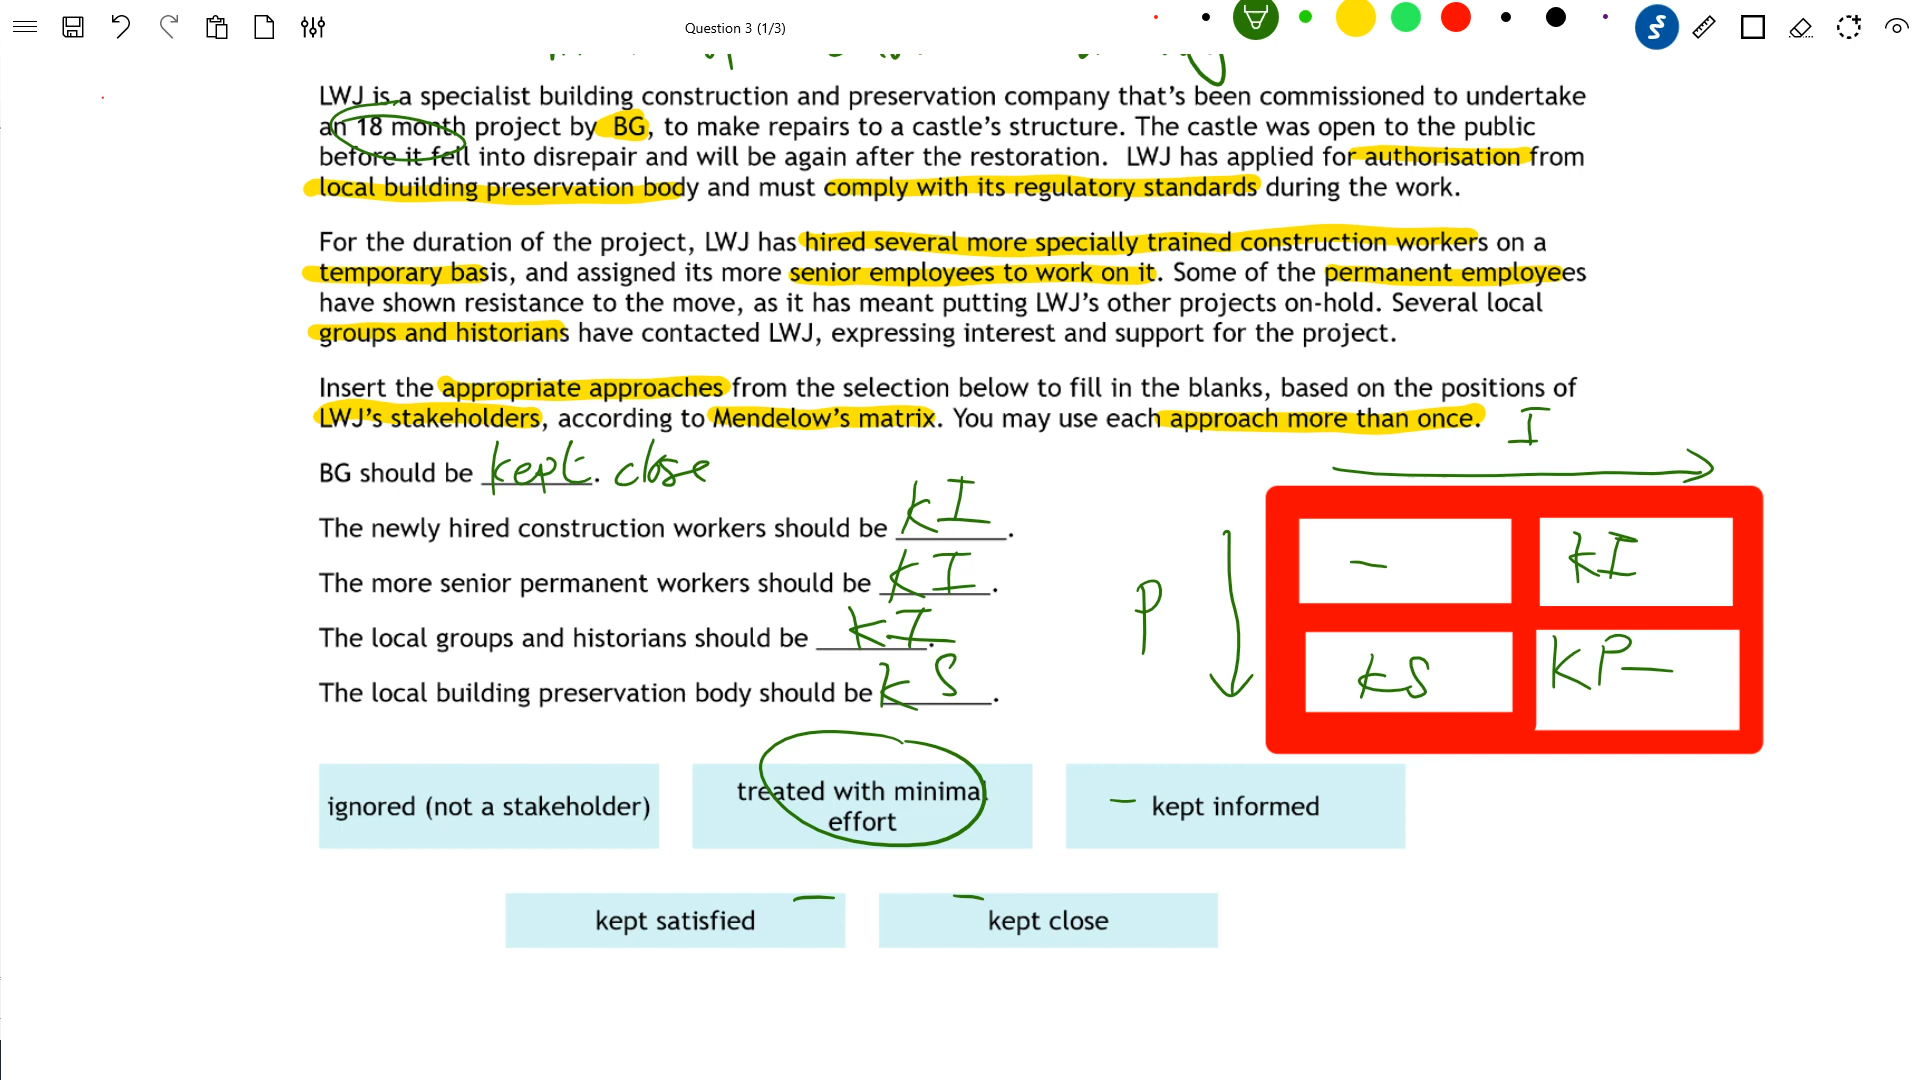 Question 3 (1/3)
LWJ is a specialist building construction and preservation company that's been commissioned to undertake
an 18 month project by BG, to make repairs to a castle's structure. The castle was open to the public
before it fell into disrepair and will be again after the restoration. LWJ has applied for authorisation from
local building preservation body and must comply with its regulatory standards during the work.
For the duration of the project, LWJ has hired several more specially trained construction workers on a
temporary basis, and assigned its more senior employees to work on it. Some of the permanent employees
have shown resistance to the move, as it has meant putting LWJ's other projects on-hold. Several local
groups and historians have contacted LWJ, expressing interest and support for the project.
Insert the appropriate approaches from the selection below to fill in the blanks, based on the positions of
LWJ's stakeholders, according to Mendelow's matrix. You may use each approach more than once.
I
BG should be kept close.
The newly hired construction workers should be KI.
The more senior permanent workers should be KI.
The local groups and historians should be KI.
The local building preservation body should be KS.
P
- KI
KS KP-
ignored (not a stakeholder)
treated with minimal
effort
- kept informed
kept satisfied
kept close